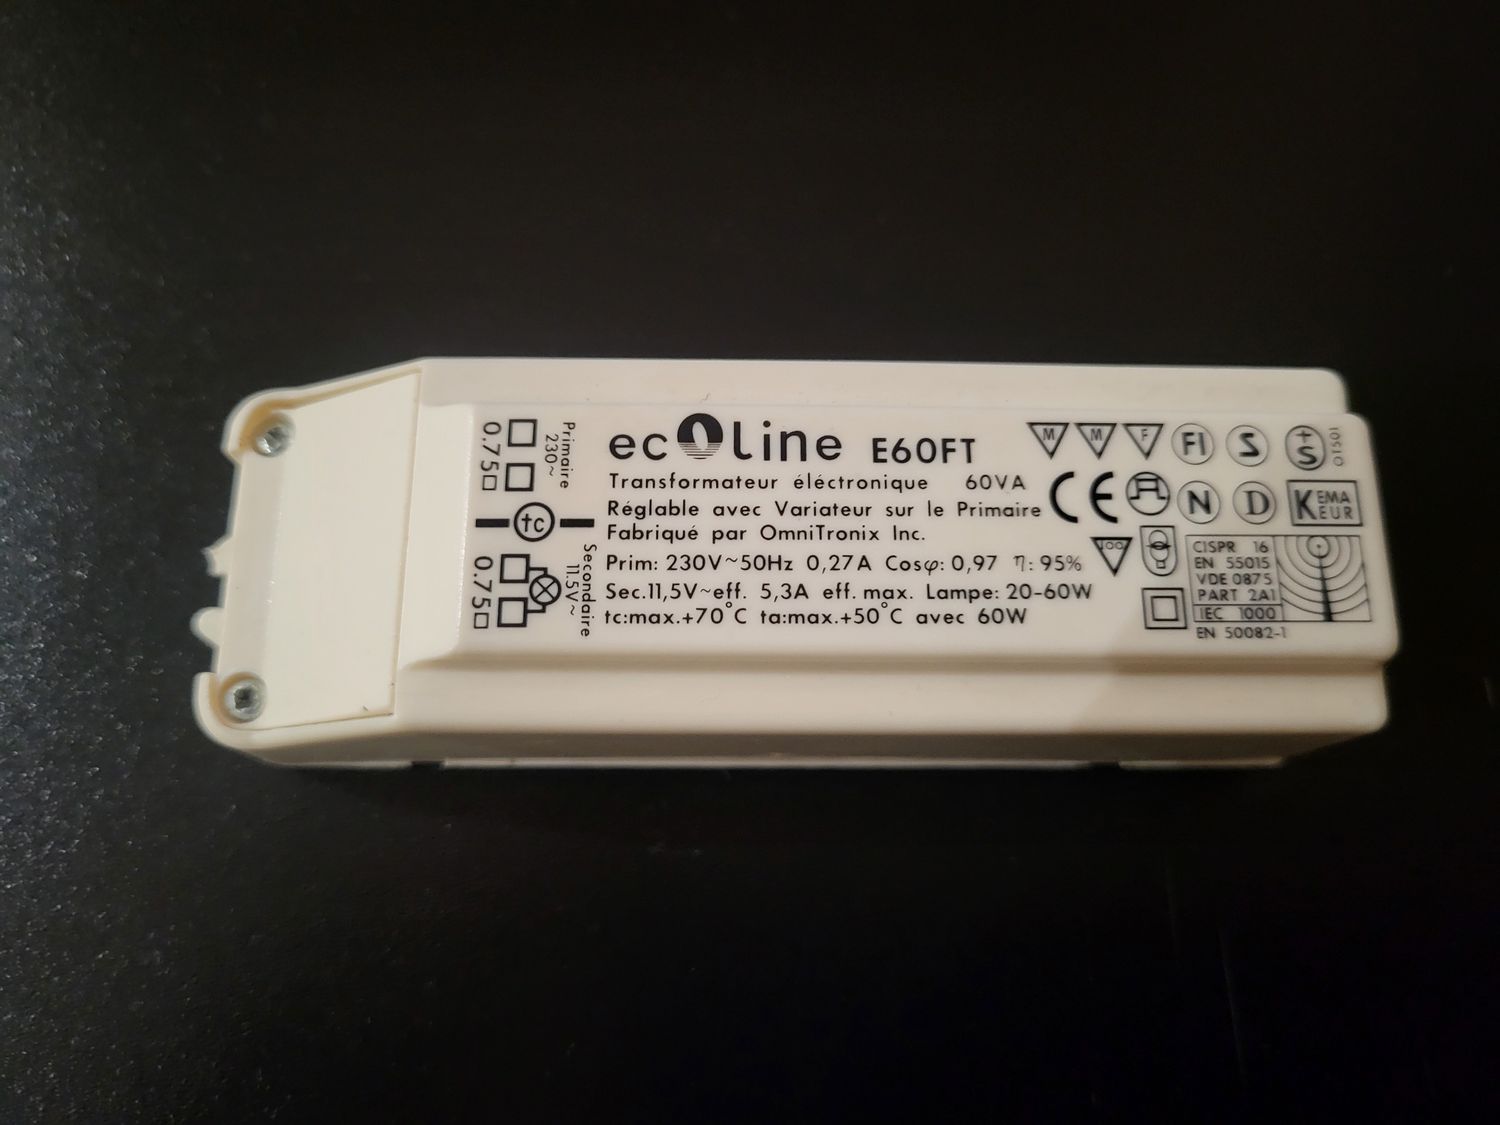 ecoline E60FT
Transformateur éléctronique 60VA
Réglable avec Variateur sur le Primaire
Fabriqué par OmniTronix Inc.
Prim: 230V~50Hz 0,27A Cosφ: 0,97 η: 95%
Sec.11,5V~eff. 5,3A eff. max. Lampe: 20-60W
tc:max.+70°C ta:max.+50°C avec 60W
Primaire
230~
0.75
tc
Secondaire
11.5V~
0.75
M M F FI S +S 01501
CE N D KEMA
EUR
100
CISPR 16
EN 55015
VDE 0875
PART 2A1
IEC 1000
EN 50082-1